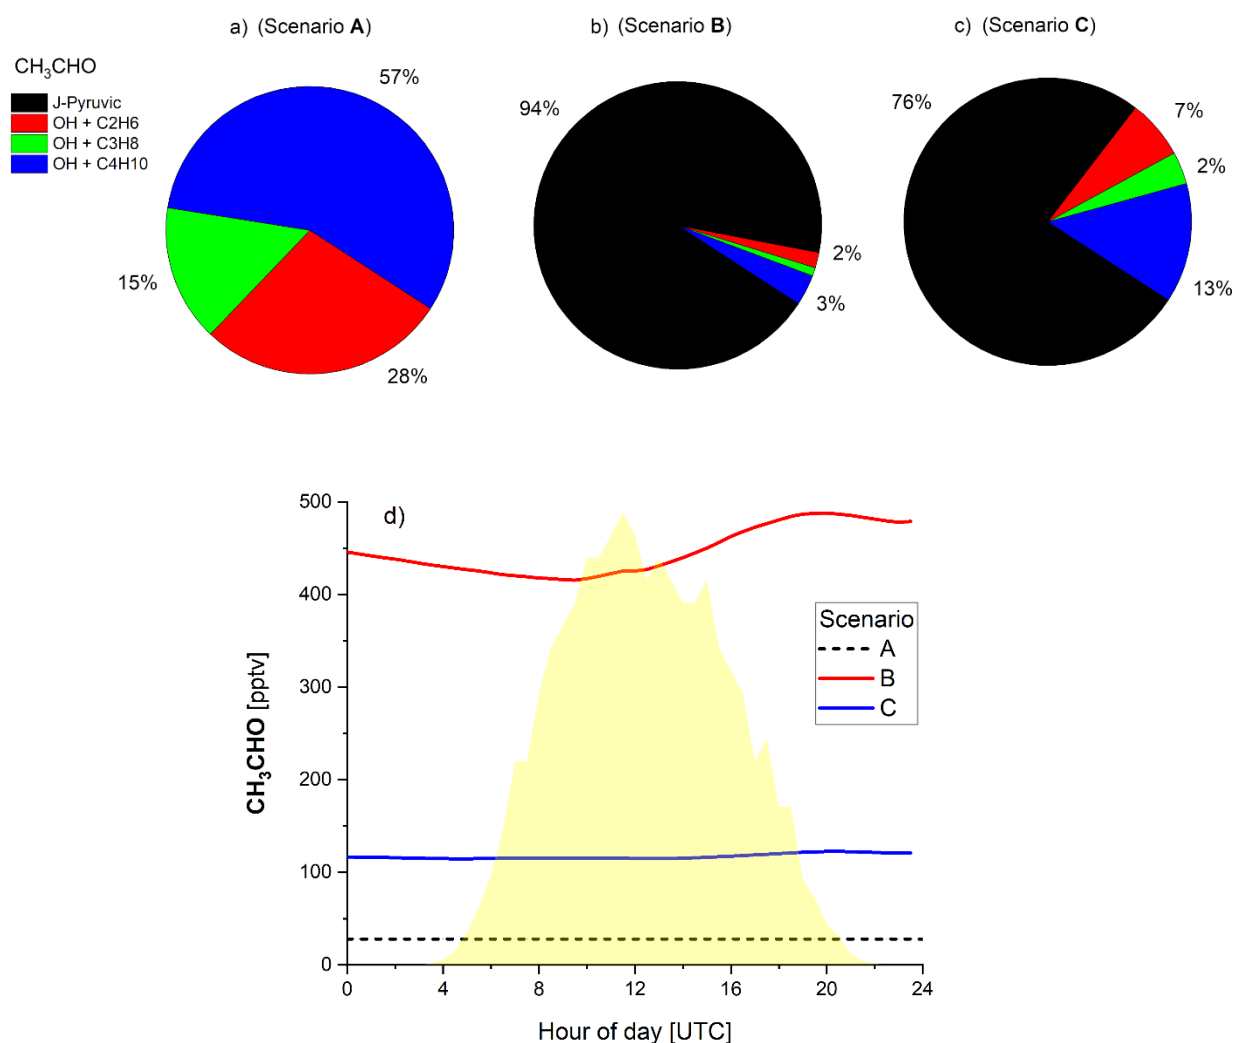 a) (Scenario A)
b) (Scenario B)
c) (Scenario C)
CH₃CHO
J-Pyruvic
OH + C2H6
OH + C3H8
OH + C4H10
57%
15%
28%
94%
2%
3%
76%
7%
2%
13%
d)
500
400
300
200
100
0
CH₃CHO [pptv]
Scenario
A
B
C
0 4 8 12 16 20 24
Hour of day [UTC]